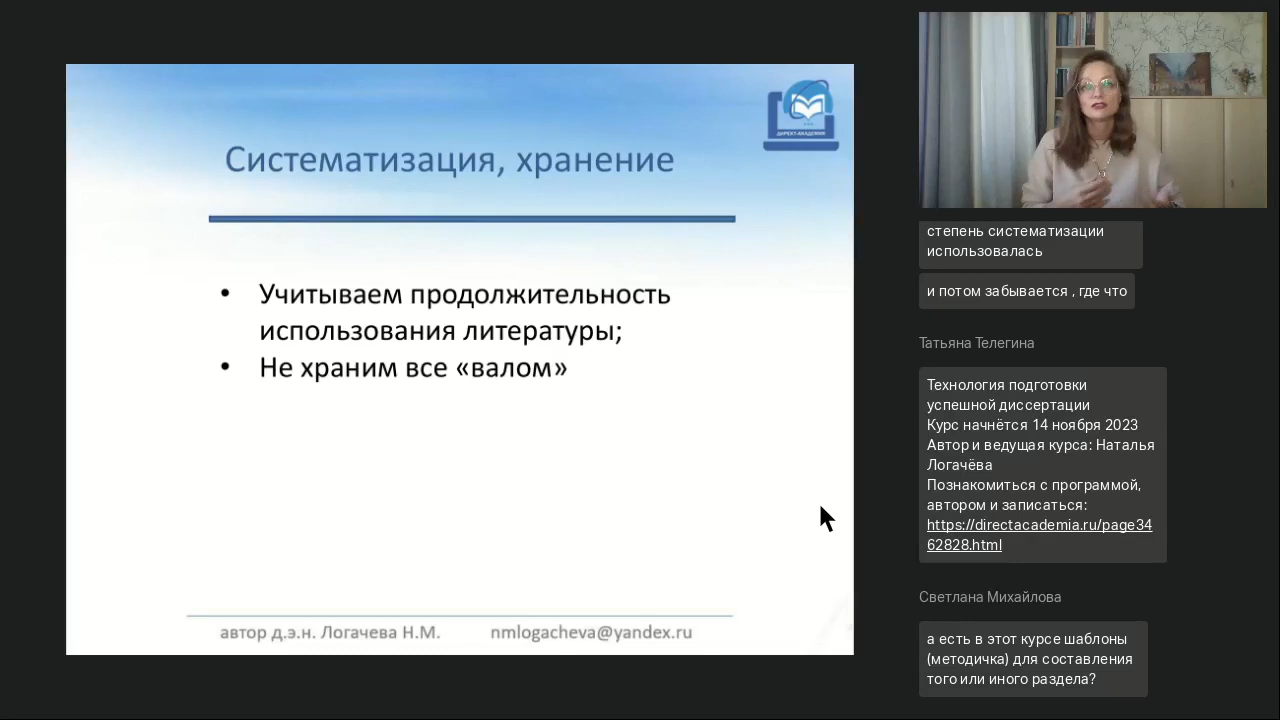 ДИРЕКТ-АКАДЕМИЯ
Систематизация, хранение
• Учитываем продолжительность
использования литературы;
• Не храним все «валом»
автор д.э.н. Логачева Н.М. nmlogacheva@yandex.ru
степень систематизации
использовалась
и потом забывается , где что
Татьяна Телегина
Технология подготовки
успешной диссертации
Курс начнётся 14 ноября 2023
Автор и ведущая курса: Наталья
Логачёва
Познакомиться с программой,
автором и записаться:
https://directacademia.ru/page34
62828.html
Светлана Михайлова
а есть в этот курсе шаблоны
(методичка) для составления
того или иного раздела?